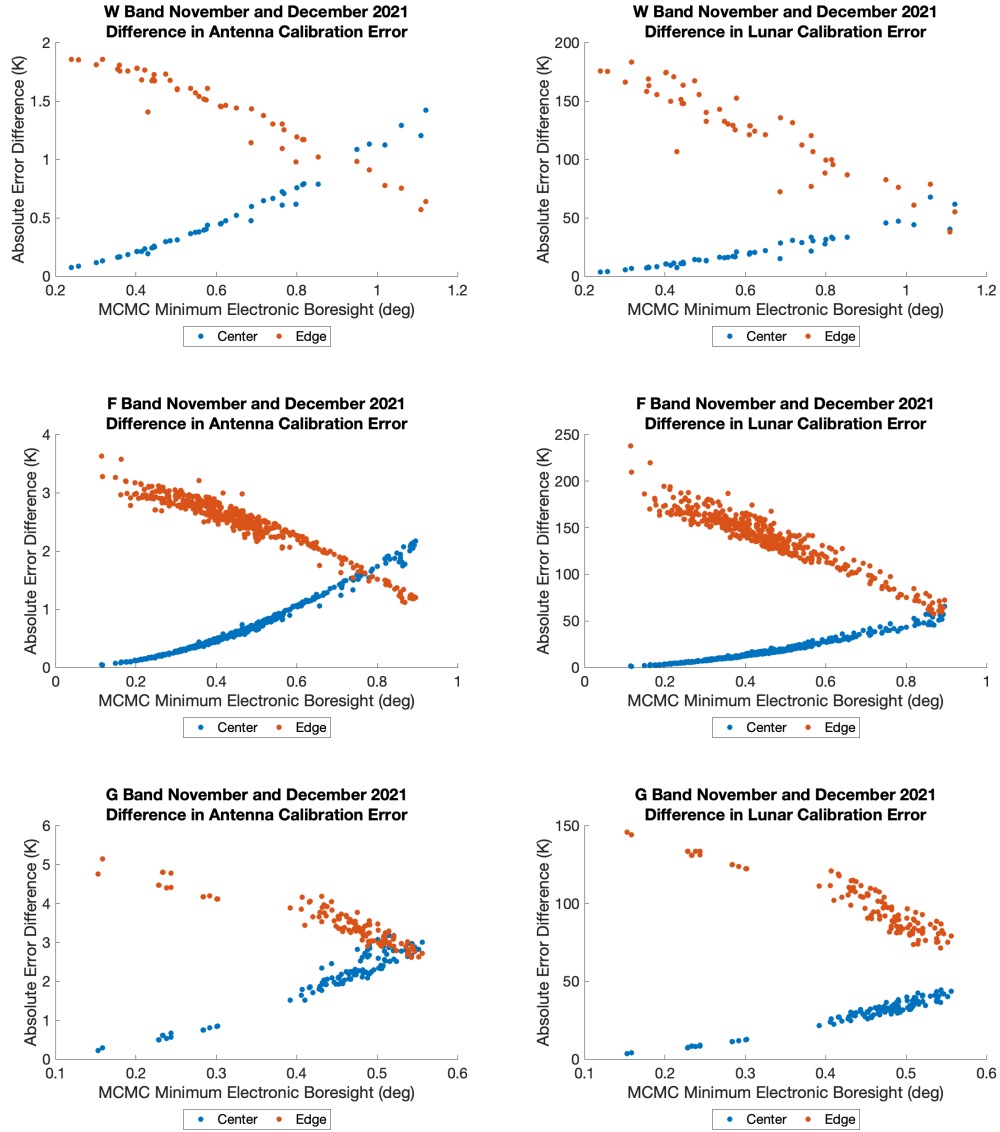 W Band November and December 2021
Difference in Antenna Calibration Error
Absolute Error Difference (K)
2
1.5
1
0.5
0
0.2 0.4 0.6 0.8 1 1.2
MCMC Minimum Electronic Boresight (deg)
Center Edge
W Band November and December 2021
Difference in Lunar Calibration Error
Absolute Error Difference (K)
200
150
100
50
0
0.2 0.4 0.6 0.8 1 1.2
MCMC Minimum Electronic Boresight (deg)
Center Edge
F Band November and December 2021
Difference in Antenna Calibration Error
Absolute Error Difference (K)
4
3
2
1
0
0 0.2 0.4 0.6 0.8 1
MCMC Minimum Electronic Boresight (deg)
Center Edge
F Band November and December 2021
Difference in Lunar Calibration Error
Absolute Error Difference (K)
250
200
150
100
50
0
0 0.2 0.4 0.6 0.8 1
MCMC Minimum Electronic Boresight (deg)
Center Edge
G Band November and December 2021
Difference in Antenna Calibration Error
Absolute Error Difference (K)
6
5
4
3
2
1
0
0.1 0.2 0.3 0.4 0.5 0.6
MCMC Minimum Electronic Boresight (deg)
Center Edge
G Band November and December 2021
Difference in Lunar Calibration Error
Absolute Error Difference (K)
150
100
50
0
0.1 0.2 0.3 0.4 0.5 0.6
MCMC Minimum Electronic Boresight (deg)
Center Edge